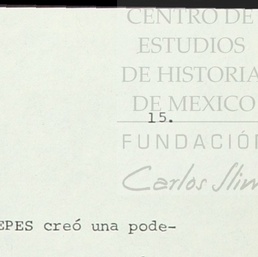 CENTRO DE
ESTUDIOS
DE HISTORIA
DE MEXICO
15.
FUNDACIÓN
Carlos Slim
EPES creó una pode-